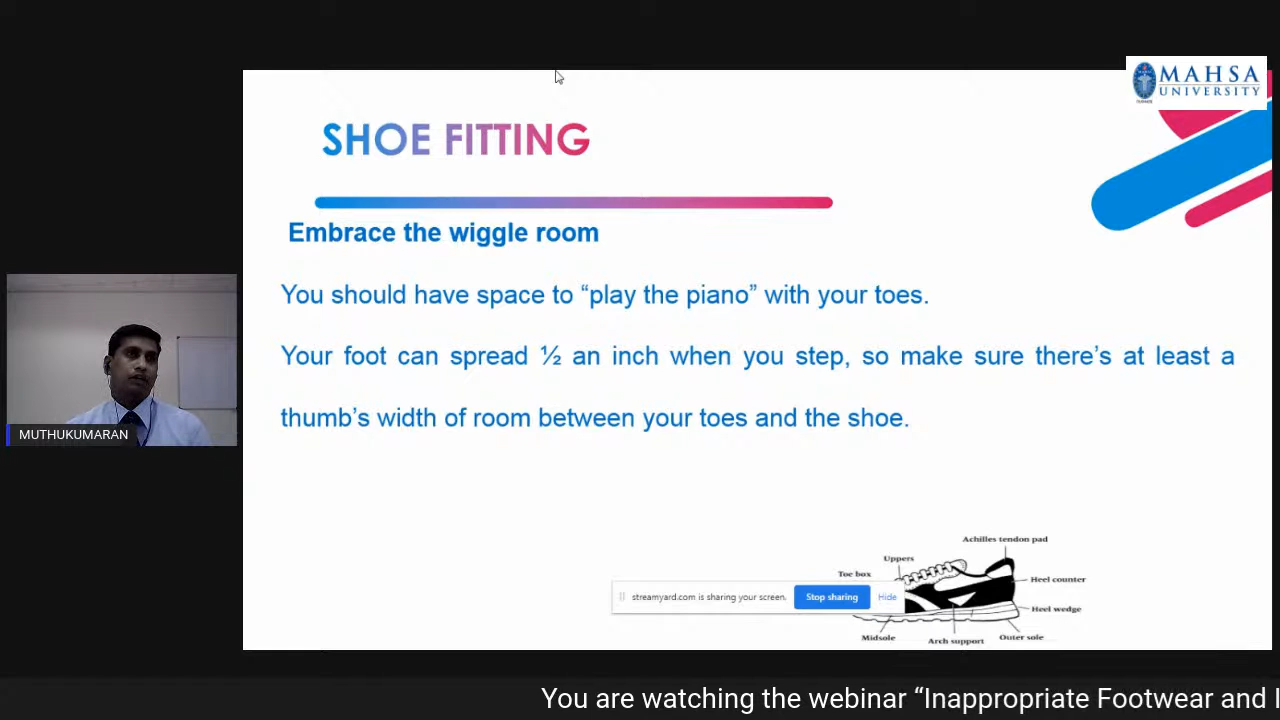 MAHSA
UNIVERSITY
SHOE FITTING
Embrace the wiggle room
You should have space to “play the piano” with your toes.
Your foot can spread ½ an inch when you step, so make sure there’s at least a
thumb’s width of room between your toes and the shoe.
MUTHUKUMARAN
Achilles tendon pad
Uppers
Toe box
Heel counter
streamyard.com is sharing your screen.
Stop sharing
Hide
Heel wedge
Midsole
Arch support
Outer sole
You are watching the webinar “Inappropriate Footwear and